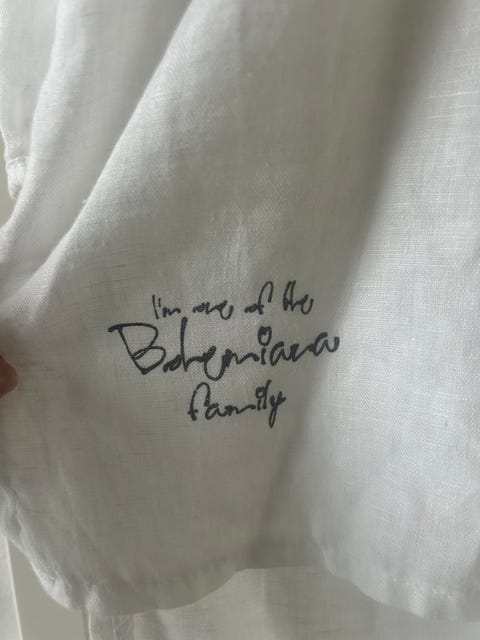 I'm one of the
Bohemiana
family